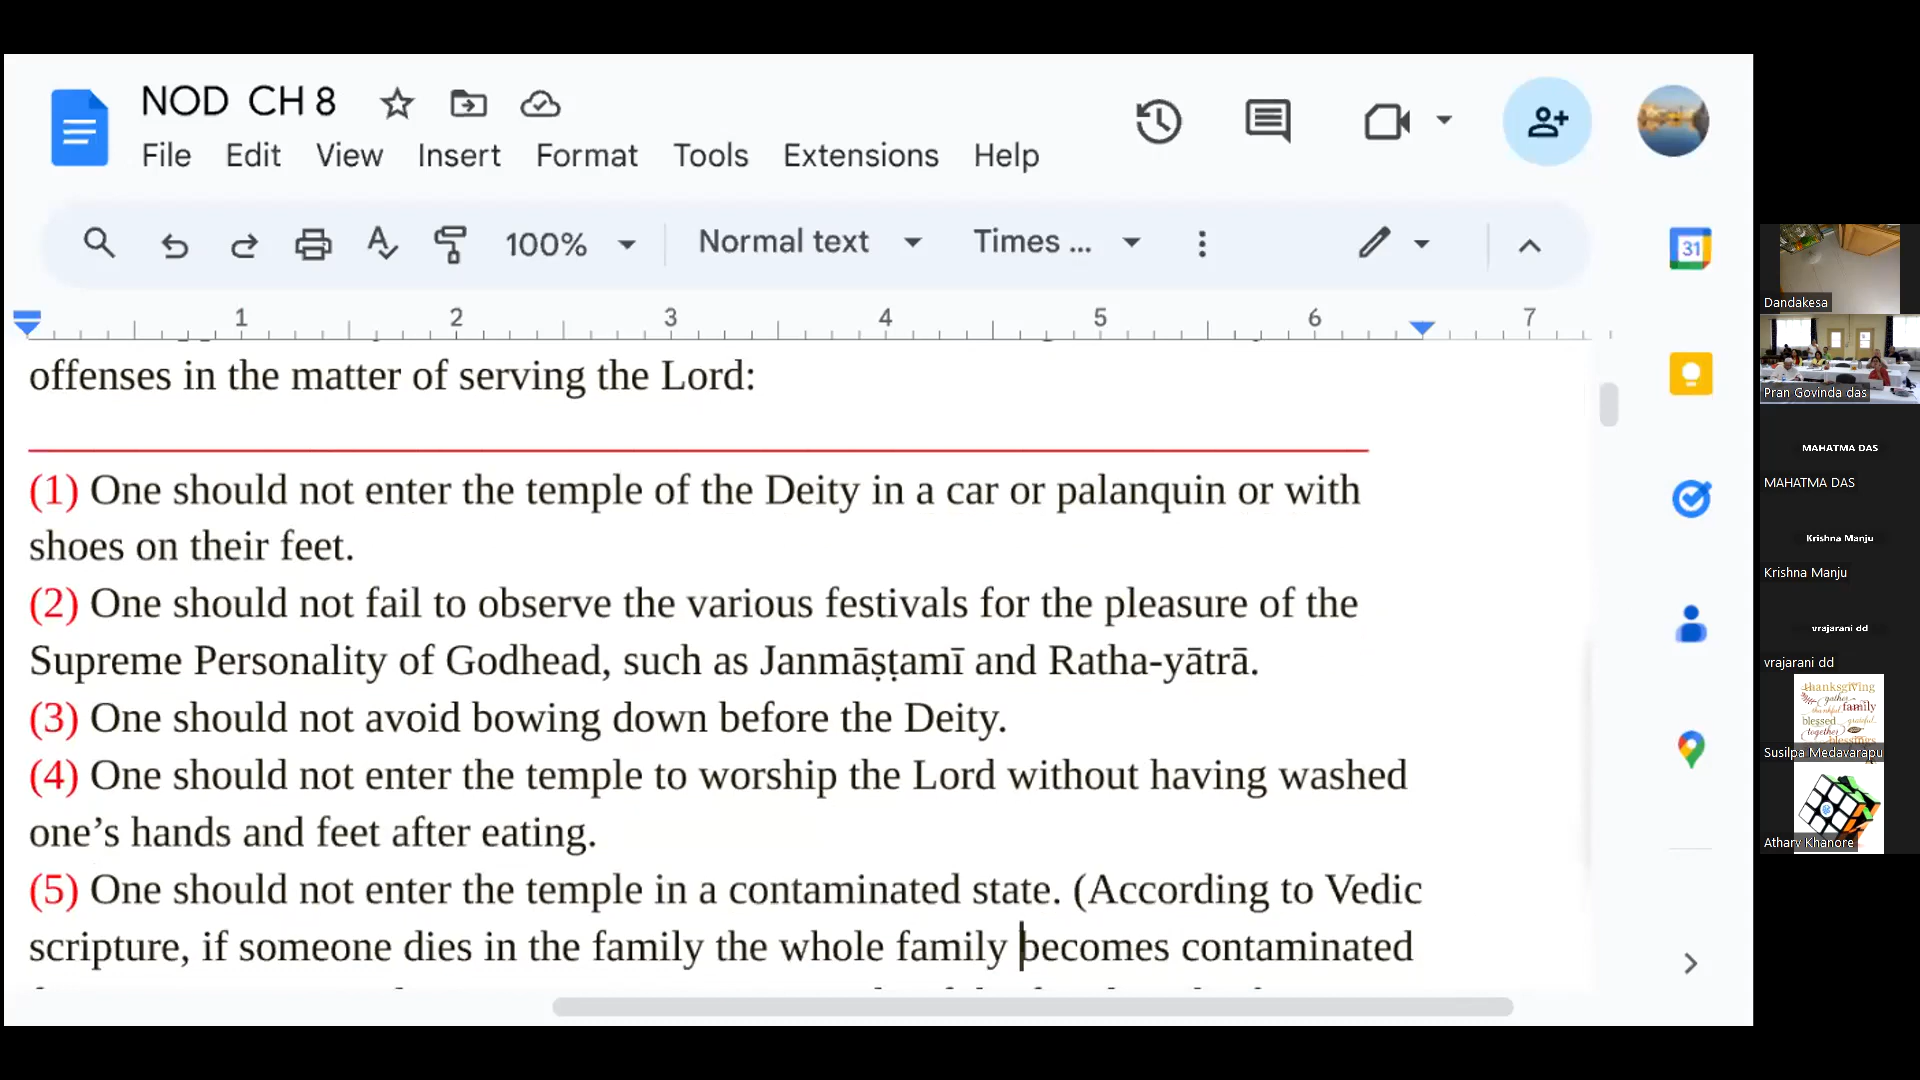 NOD CH 8
File Edit View Insert Format Tools Extensions Help
100% Normal text Times ...
1 2 3 4 5 6 7
offenses in the matter of serving the Lord:
(1) One should not enter the temple of the Deity in a car or palanquin or with
shoes on their feet.
(2) One should not fail to observe the various festivals for the pleasure of the
Supreme Personality of Godhead, such as Janmāṣṭamī and Ratha-yātrā.
(3) One should not avoid bowing down before the Deity.
(4) One should not enter the temple to worship the Lord without having washed
one’s hands and feet after eating.
(5) One should not enter the temple in a contaminated state. (According to Vedic
scripture, if someone dies in the family the whole family becomes contaminated
31
Dandakesa
Pran Govinda das
MAHATMA DAS
MAHATMA DAS
Krishna Manju
Krishna Manju
vrajarani dd
vrajarani dd
thanksgiving
gather
family
blessed
together
Susilpa Medavarapu
Atharv Khanore